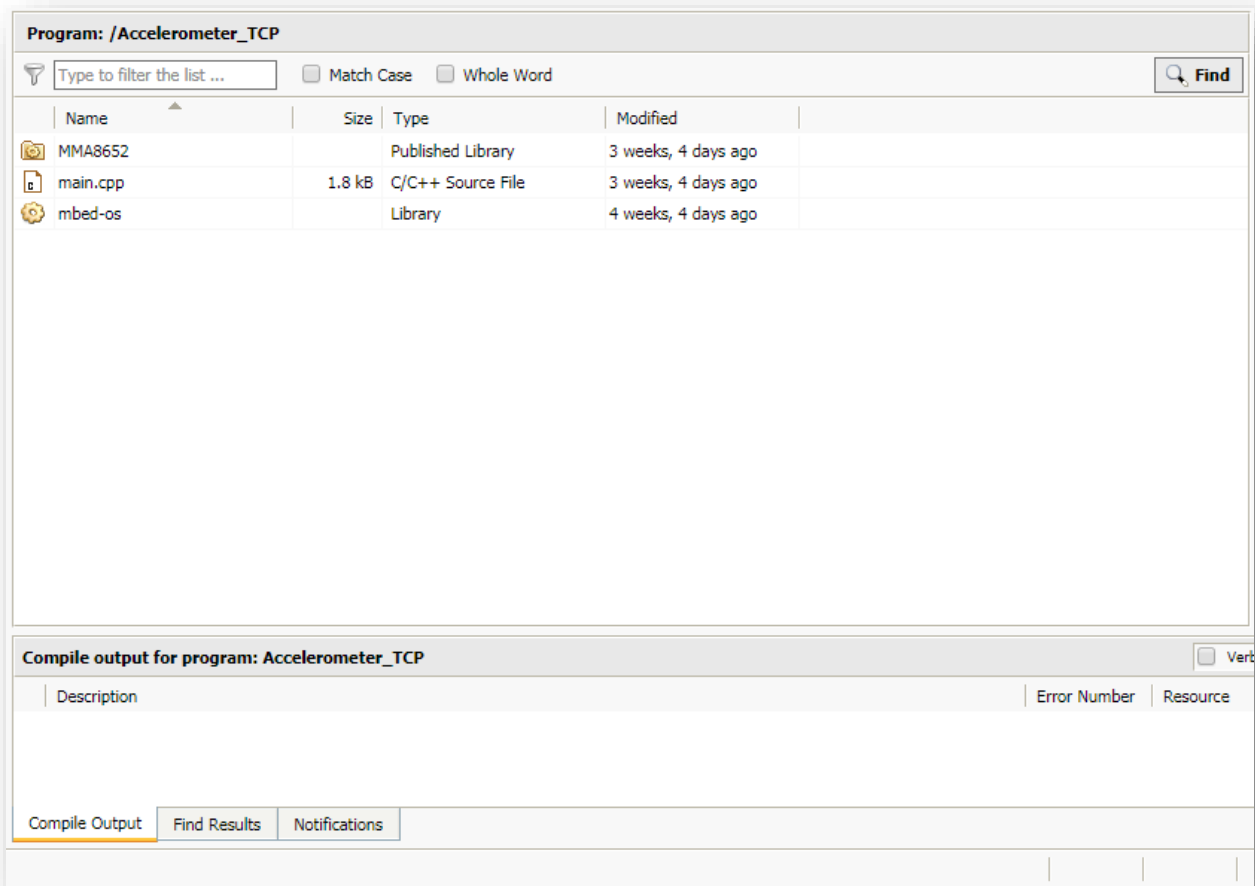 Program: /Accelerometer_TCP
Type to filter the list ... Match Case Whole Word Find
Name Size Type Modified
MMA8652 Published Library 3 weeks, 4 days ago
main.cpp 1.8 kB C/C++ Source File 3 weeks, 4 days ago
mbed-os Library 4 weeks, 4 days ago
Compile output for program: Accelerometer_TCP Verb
Description Error Number Resource
Compile Output Find Results Notifications